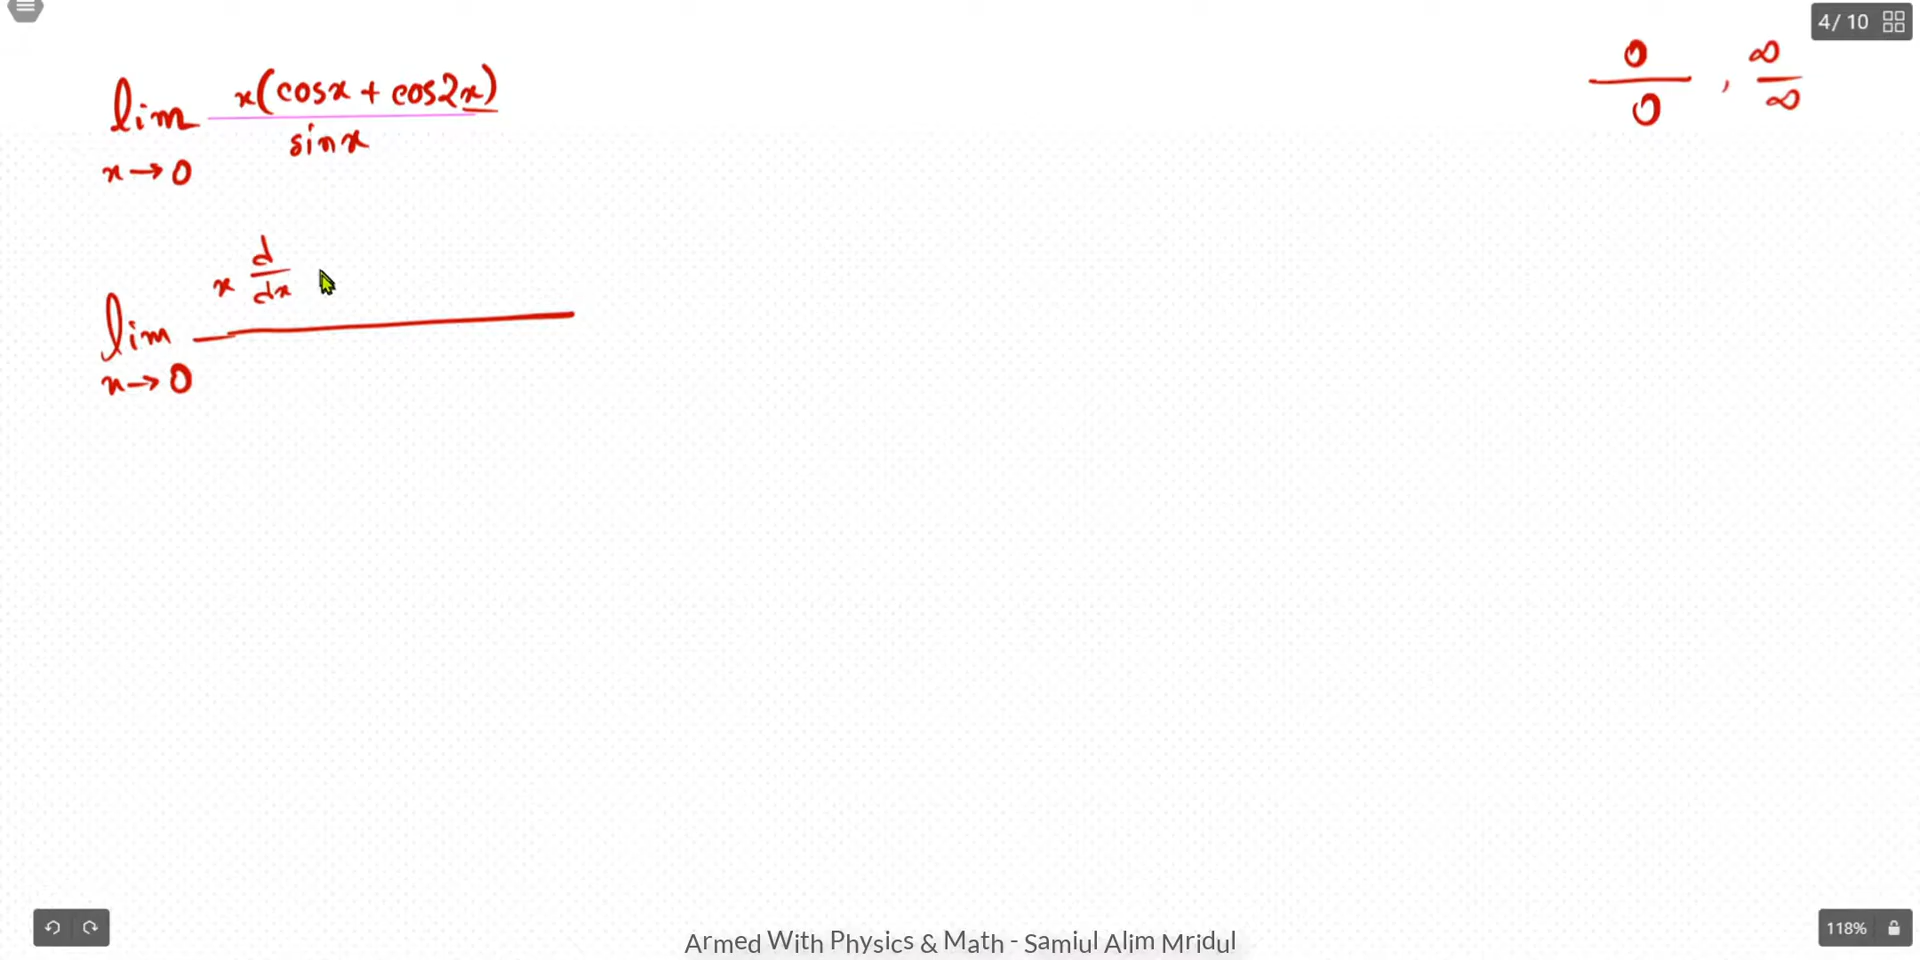 4/ 10
lim x→0 x(cosx + cos2x) / sinx
0/0 , ∞/∞
lim x→0 x d/dx
118%
Armed With Physics & Math - Samiul Alim Mridul